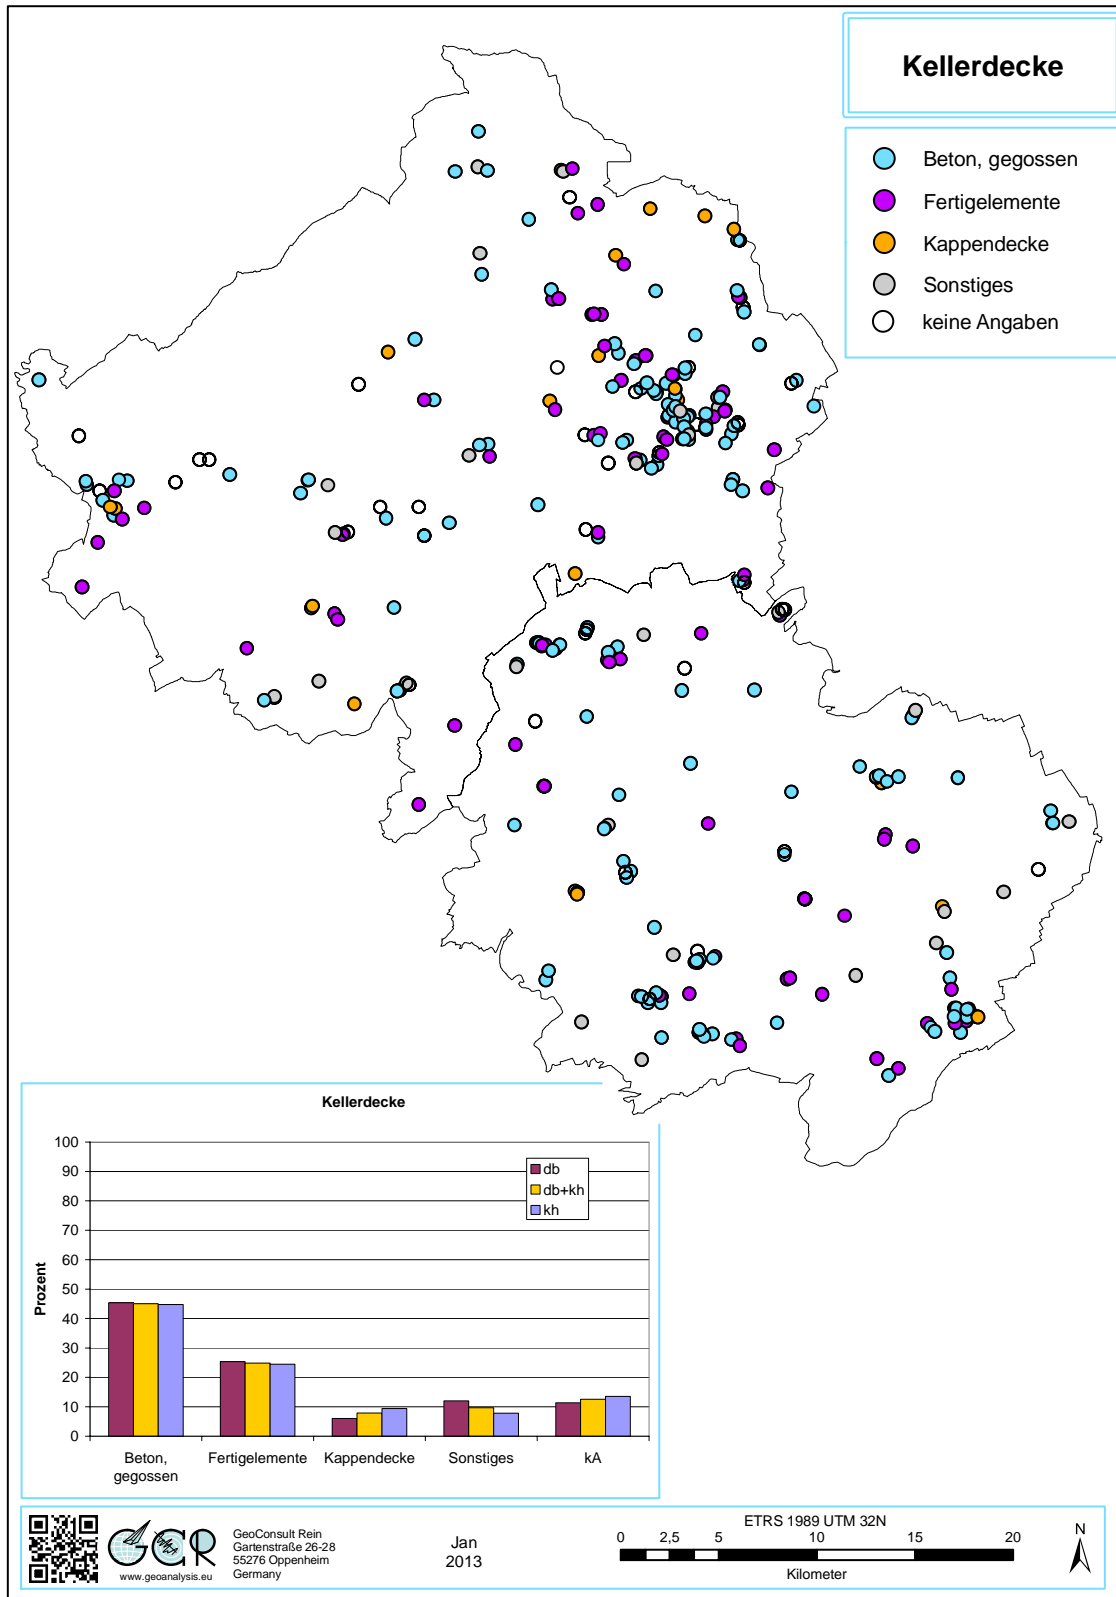 Kellerdecke
Beton, gegossen
Fertigelemente
Kappendecke
Sonstiges
keine Angaben
Kellerdecke
Prozent
100
90
80
70
60
50
40
30
20
10
0
db
db+kh
kh
Beton,
gegossen
Fertigelemente
Kappendecke
Sonstiges
kA
GCR
www.geoanalysis.eu
GeoConsult Rein
Gartenstraße 26-28
55276 Oppenheim
Germany
Jan
2013
ETRS 1989 UTM 32N
0 2,5 5 10 15 20
Kilometer
N